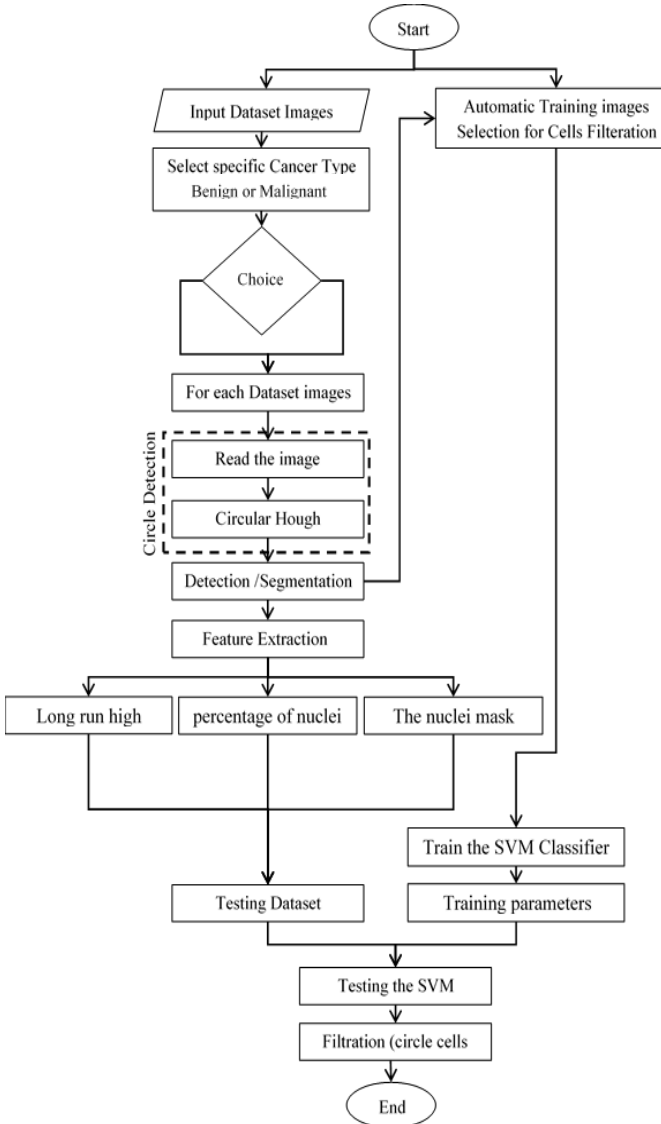 Start
Input Dataset Images
Automatic Training images
Selection for Cells Filteration
Select specific Cancer Type
Benign or Malignant
Choice
For each Dataset images
Circle Detection
Read the image
Circular Hough
Detection /Segmentation
Feature Extraction
Long run high
percentage of nuclei
The nuclei mask
Train the SVM Classifier
Testing Dataset
Training parameters
Testing the SVM
Filtration (circle cells
End